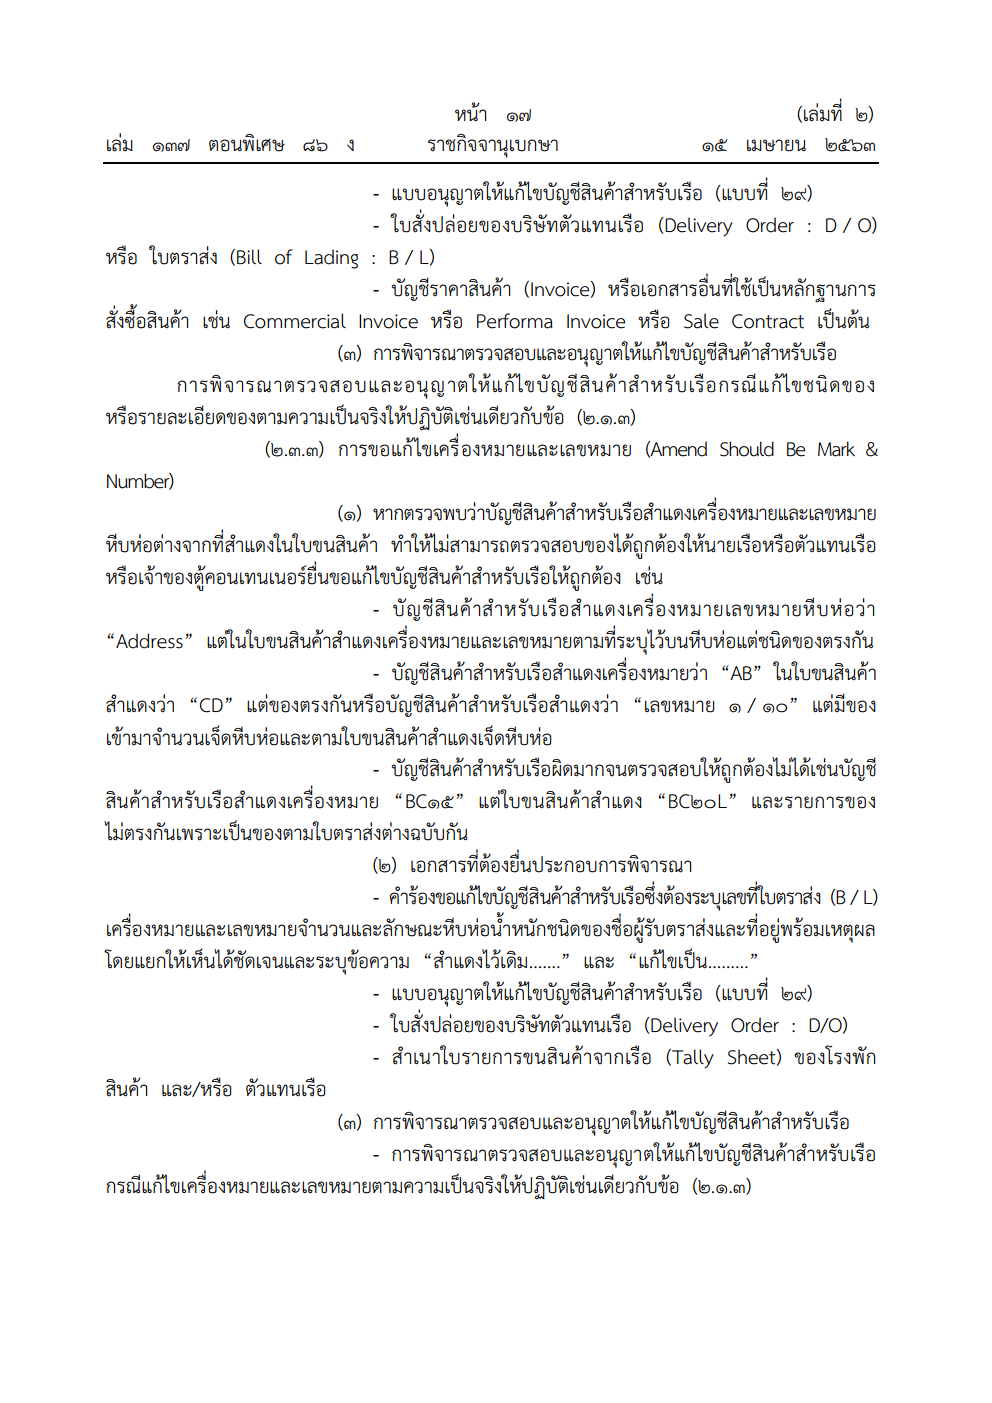 หน้า ๑๗
(เล่มที่ ๒)
เล่ม ๑๓๗ ตอนพิเศษ ๘๖ ง ราชกิจจานุเบกษา ๑๕ เมษายน ๒๕๖๓
- แบบอนุญาตให้แก้ไขบัญชีสินค้าสำหรับเรือ (แบบที่ ๒๙)
- ใบสั่งปล่อยของบริษัทตัวแทนเรือ (Delivery Order : D / O)
หรือ ใบตราส่ง (Bill of Lading : B / L)
- บัญชีราคาสินค้า (Invoice) หรือเอกสารอื่นที่ใช้เป็นหลักฐานการ
สั่งซื้อสินค้า เช่น Commercial Invoice หรือ Performa Invoice หรือ Sale Contract เป็นต้น
(๓) การพิจารณาตรวจสอบและอนุญาตให้แก้ไขบัญชีสินค้าสำหรับเรือ
การพิจารณาตรวจสอบและอนุญาตให้แก้ไขบัญชีสินค้าสำหรับเรือกรณีแก้ไขชนิดของ
หรือรายละเอียดของตามความเป็นจริงให้ปฏิบัติเช่นเดียวกับข้อ (๒.๑.๓)
(๒.๓.๓) การขอแก้ไขเครื่องหมายและเลขหมาย (Amend Should Be Mark &
Number)
(๑) หากตรวจพบว่าบัญชีสินค้าสำหรับเรือสำแดงเครื่องหมายและเลขหมาย
หีบห่อต่างจากที่สำแดงในใบขนสินค้า ทำให้ไม่สามารถตรวจสอบของได้ถูกต้องให้นายเรือหรือตัวแทนเรือ
หรือเจ้าของตู้คอนเทนเนอร์ยื่นขอแก้ไขบัญชีสินค้าสำหรับเรือให้ถูกต้อง เช่น
- บัญชีสินค้าสำหรับเรือสำแดงเครื่องหมายเลขหมายหีบห่อว่า
“Address” แต่ในใบขนสินค้าสำแดงเครื่องหมายและเลขหมายตามที่ระบุไว้บนหีบห่อแต่ชนิดของตรงกัน
- บัญชีสินค้าสำหรับเรือสำแดงเครื่องหมายว่า “AB” ในใบขนสินค้า
สำแดงว่า “CD” แต่ของตรงกันหรือบัญชีสินค้าสำหรับเรือสำแดงว่า “เลขหมาย ๑ / ๑๐” แต่มีของ
เข้ามาจำนวนเจ็ดหีบห่อและตามใบขนสินค้าสำแดงเจ็ดหีบห่อ
- บัญชีสินค้าสำหรับเรือผิดมากจนตรวจสอบให้ถูกต้องไม่ได้เช่นบัญชี
สินค้าสำหรับเรือสำแดงเครื่องหมาย “BC๑๕” แต่ใบขนสินค้าสำแดง “BC๒๐L” และรายการของ
ไม่ตรงกันเพราะเป็นของตามใบตราส่งต่างฉบับกัน
(๒) เอกสารที่ต้องยื่นประกอบการพิจารณา
- คำร้องขอแก้ไขบัญชีสินค้าสำหรับเรือซึ่งต้องระบุเลขที่ใบตราส่ง (B / L)
เครื่องหมายและเลขหมายจำนวนและลักษณะหีบห่อน้ำหนักชนิดของชื่อผู้รับตราส่งและที่อยู่พร้อมเหตุผล
โดยแยกให้เห็นได้ชัดเจนและระบุข้อความ “สำแดงไว้เดิม.......” และ “แก้ไขเป็น.........”
- แบบอนุญาตให้แก้ไขบัญชีสินค้าสำหรับเรือ (แบบที่ ๒๙)
- ใบสั่งปล่อยของบริษัทตัวแทนเรือ (Delivery Order : D/O)
- สำเนาใบรายการขนสินค้าจากเรือ (Tally Sheet) ของโรงพัก
สินค้า และ/หรือ ตัวแทนเรือ
(๓) การพิจารณาตรวจสอบและอนุญาตให้แก้ไขบัญชีสินค้าสำหรับเรือ
- การพิจารณาตรวจสอบและอนุญาตให้แก้ไขบัญชีสินค้าสำหรับเรือ
กรณีแก้ไขเครื่องหมายและเลขหมายตามความเป็นจริงให้ปฏิบัติเช่นเดียวกับข้อ (๒.๑.๓)